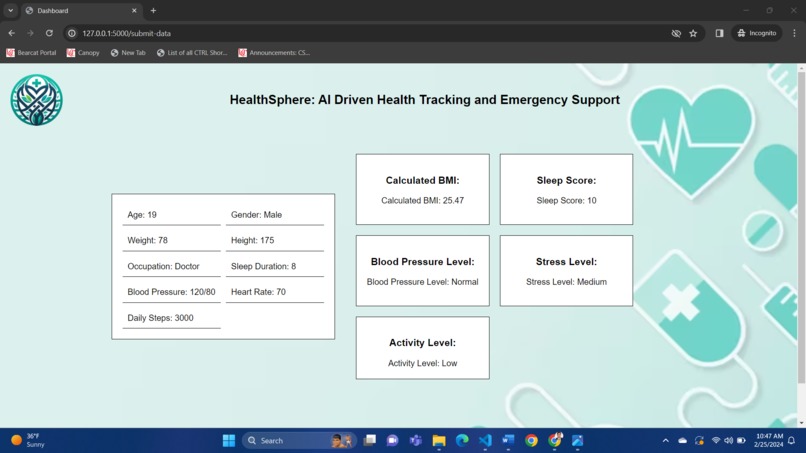 Dashboard
127.0.0.1:5000/submit-data
Incognito
Bearcat Portal
Canopy
New Tab
List of all CTRL Shor...
Announcements: CS...
HealthSphere: AI Driven Health Tracking and Emergency Support
Age: 19
Gender: Male
Weight: 78
Height: 175
Occupation: Doctor
Sleep Duration: 8
Blood Pressure: 120/80
Heart Rate: 70
Daily Steps: 3000
Calculated BMI:
Calculated BMI: 25.47
Sleep Score:
Sleep Score: 10
Blood Pressure Level:
Blood Pressure Level: Normal
Stress Level:
Stress Level: Medium
Activity Level:
Activity Level: Low
36°F
Sunny
Search
10:47 AM
2/25/2024